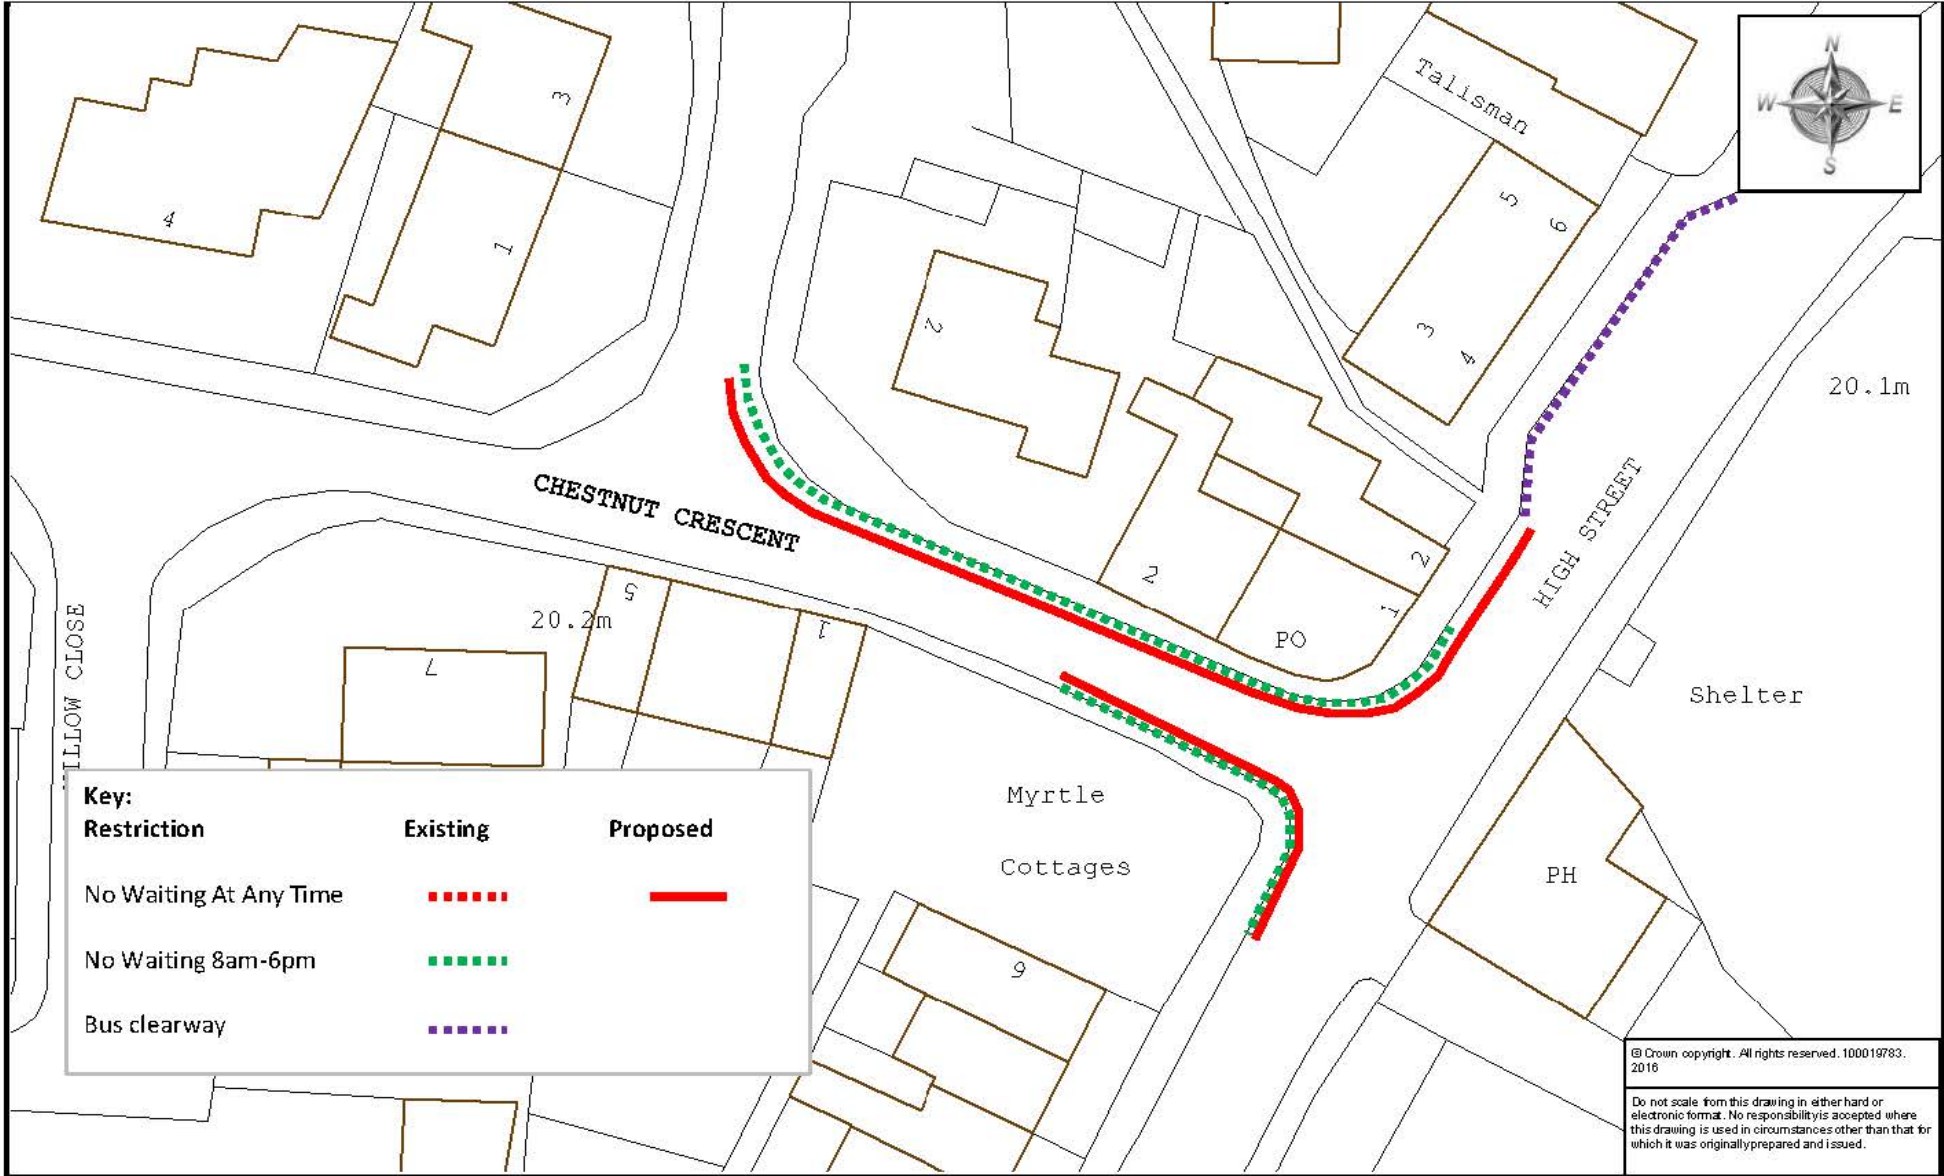 N
W E
S
Talisman
3
4
1
5
6
3
4
2
20.1m
CHESTNUT CRESCENT
HIGH STREET
2
2
1
PO
5
20.2m
1
7
Shelter
Myrtle
Cottages
PH
6
Key:
Restriction Existing Proposed
No Waiting At Any Time
No Waiting 8am-6pm
Bus clearway
© Crown copyright. All rights reserved. 100019783.
2016
Do not scale from this drawing in either hard or
electronic format. No responsibility is accepted where
this drawing is used in circumstances other than that for
which it was originally prepared and issued.
CLOSE